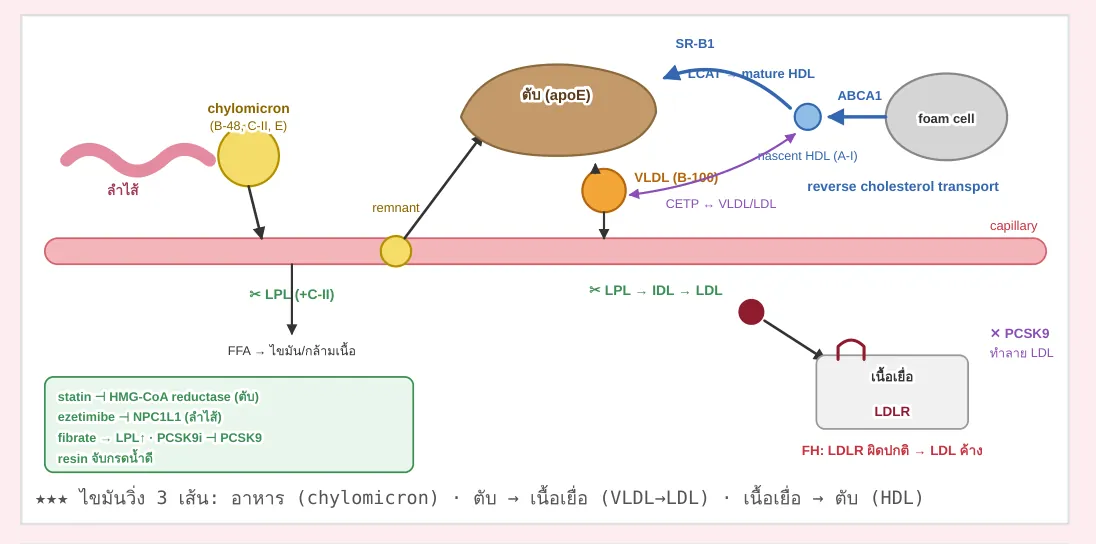 SR-B1
LCAT → mature HDL
ABCA1
ตับ (apoE)
chylomicron
(B-48, C-II, E)
foam cell
nascent HDL (A-I)
ลำไส้
VLDL (B-100)
reverse cholesterol transport
remnant
CETP ↔ VLDL/LDL
capillary
✂ LPL (+C-II)
✂ LPL → IDL → LDL
✕ PCSK9
ทำลาย LDL
FFA → ไขมัน/กล้ามเนื้อ
เนื้อเยื่อ
LDLR
statin ⊣ HMG-CoA reductase (ตับ)
ezetimibe ⊣ NPC1L1 (ลำไส้)
fibrate → LPL↑ · PCSK9i ⊣ PCSK9
resin จับกรดน้ำดี
FH: LDLR ผิดปกติ → LDL ค้าง
★★★ ไขมันวิ่ง 3 เส้น: อาหาร (chylomicron) · ตับ → เนื้อเยื่อ (VLDL→LDL) · เนื้อเยื่อ → ตับ (HDL)